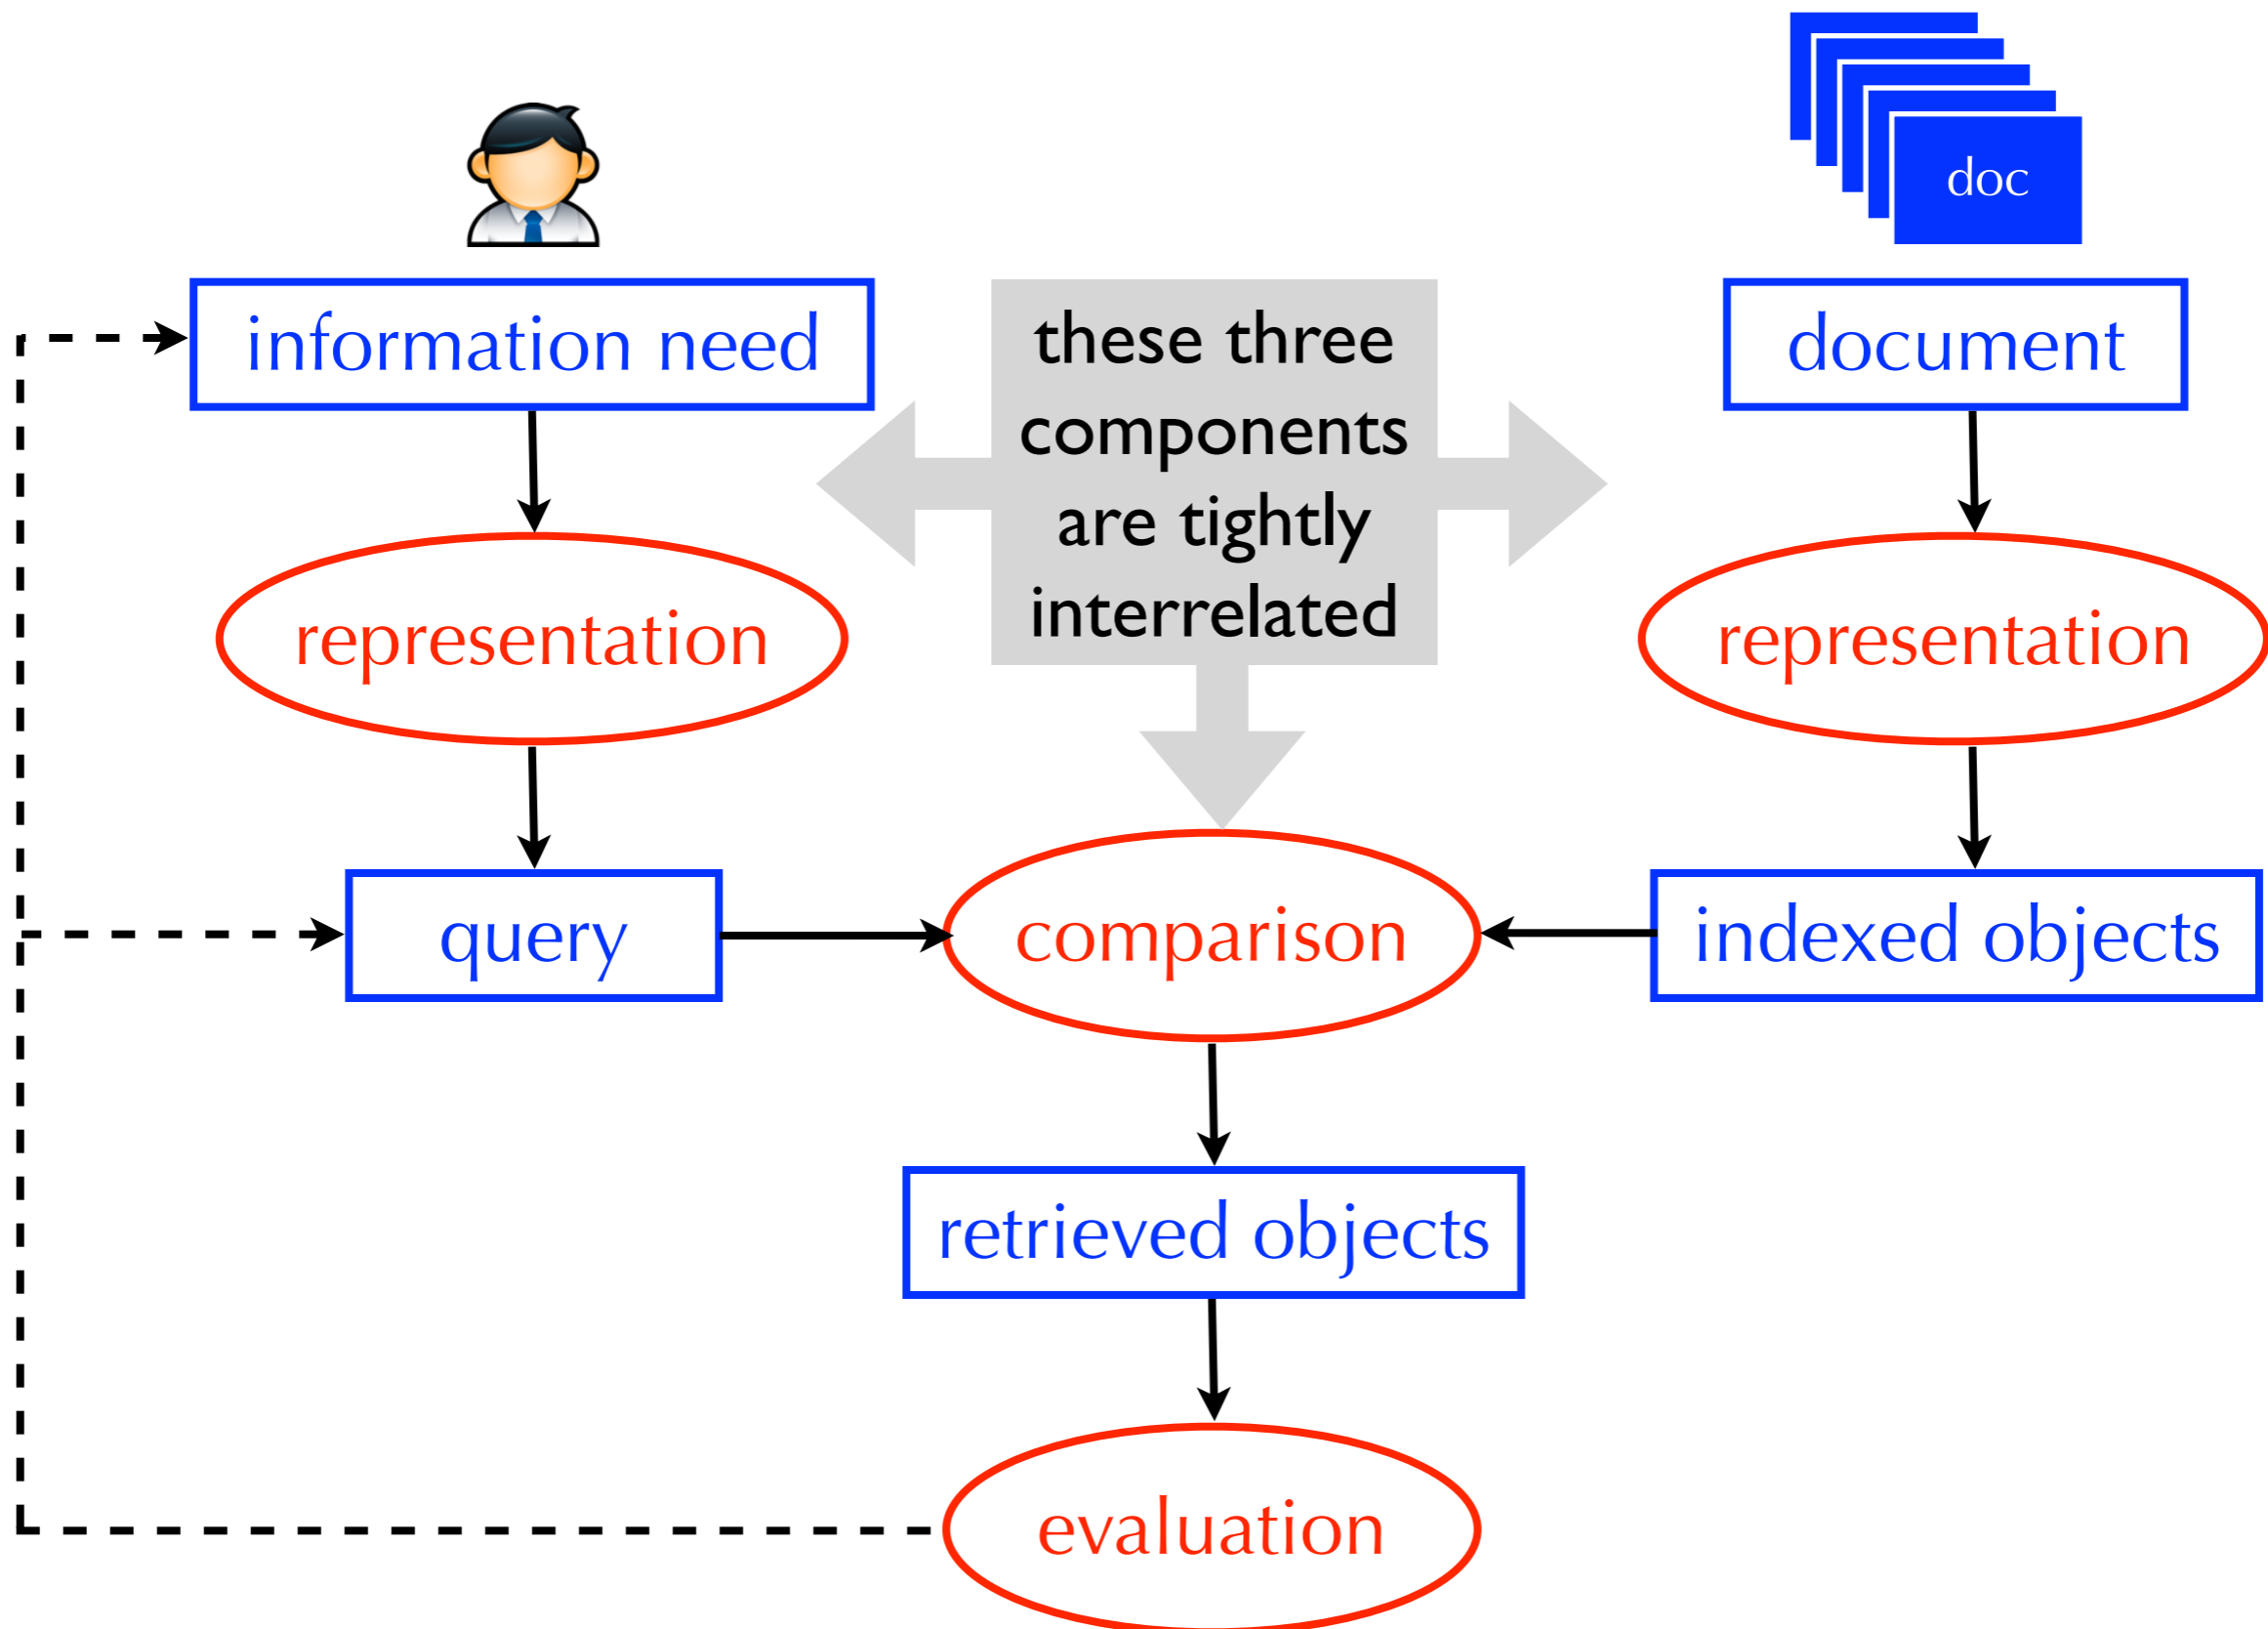 doc
information need
these three
components
are tightly
interrelated
document
representation
representation
query
comparison
indexed objects
retrieved objects
evaluation